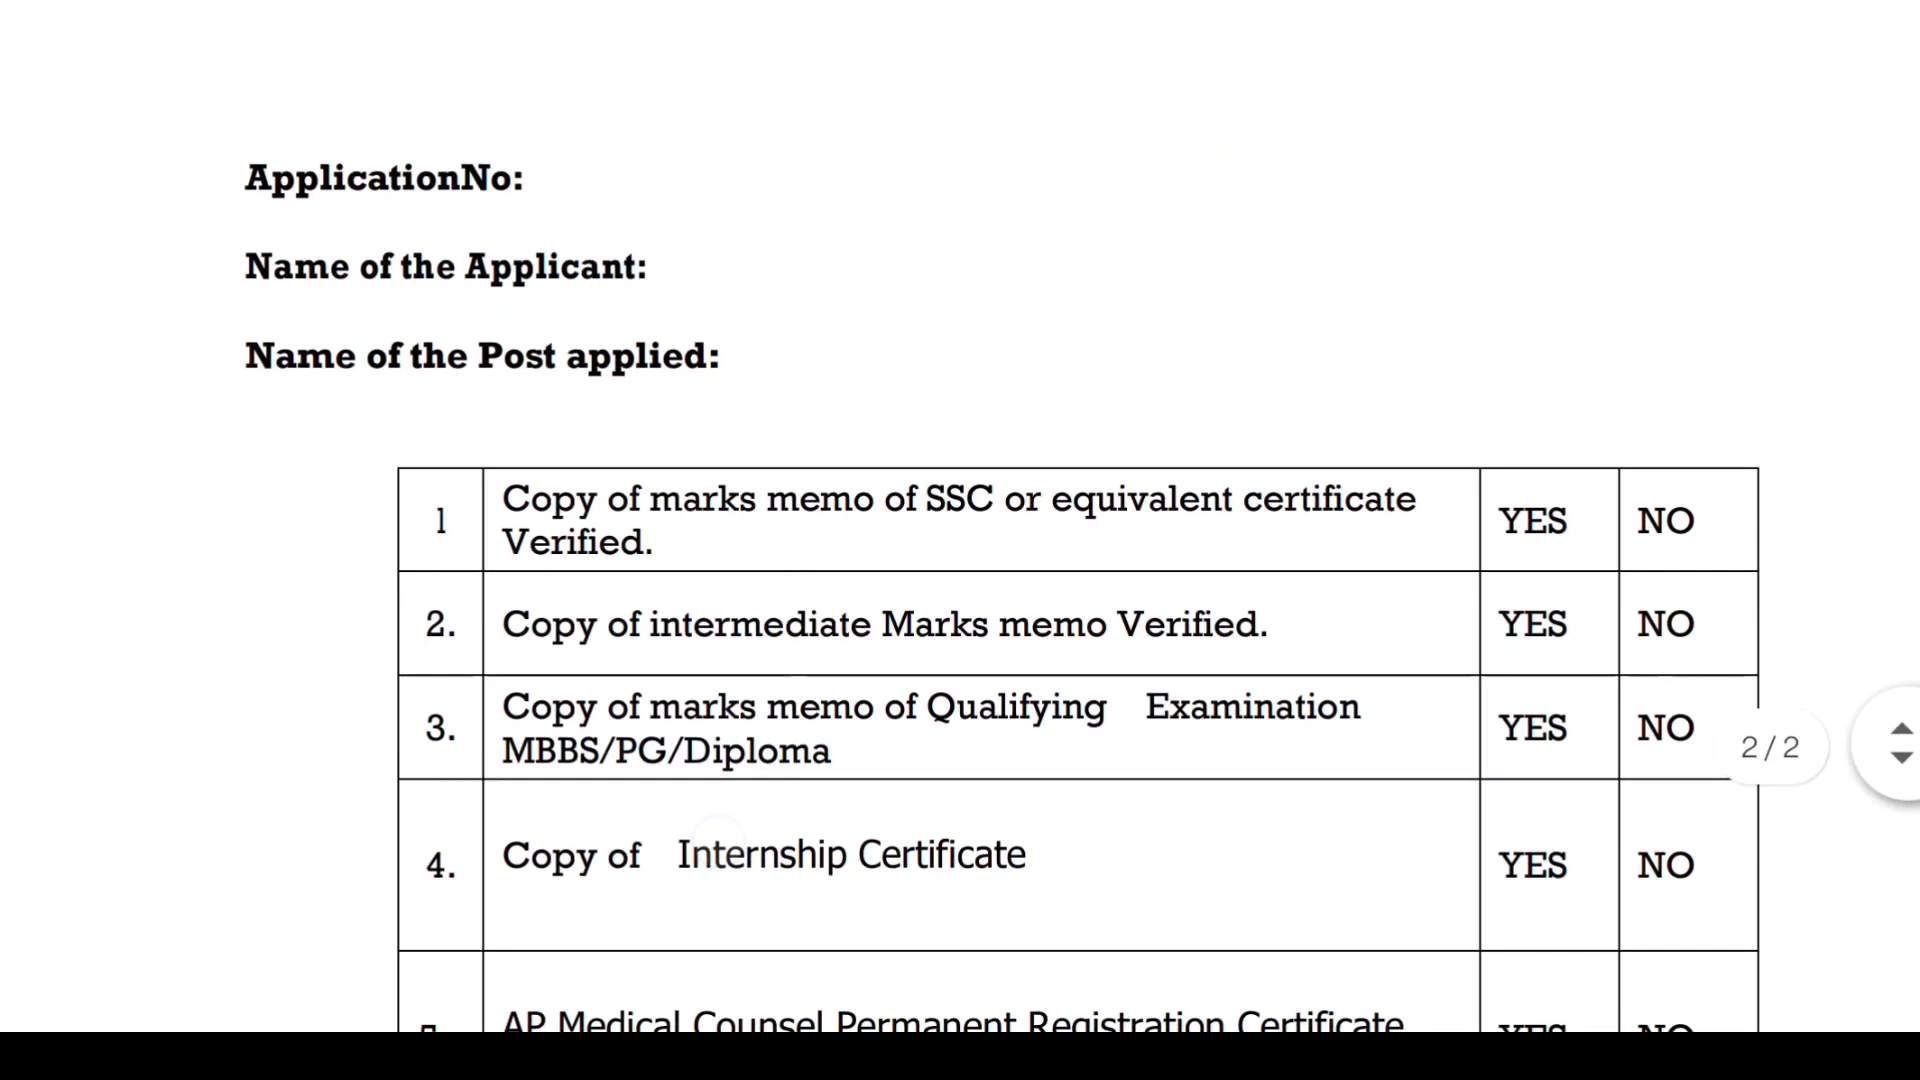 ApplicationNo:
Name of the Applicant:
Name of the Post applied:
1 Copy of marks memo of SSC or equivalent certificate YES NO
Verified.
2. Copy of intermediate Marks memo Verified. YES NO
3. Copy of marks memo of Qualifying Examination YES NO
MBBS/PG/Diploma
2 / 2
4. Copy of Internship Certificate YES NO
AP Medical Counsel Permanent Registration Certificate YES NO